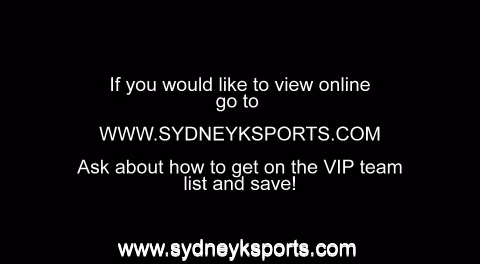 If you would like to view online
go to
WWW.SYDNEYKSPORTS.COM
Ask about how to get on the VIP team
list and save!
www.sydneyksports.com